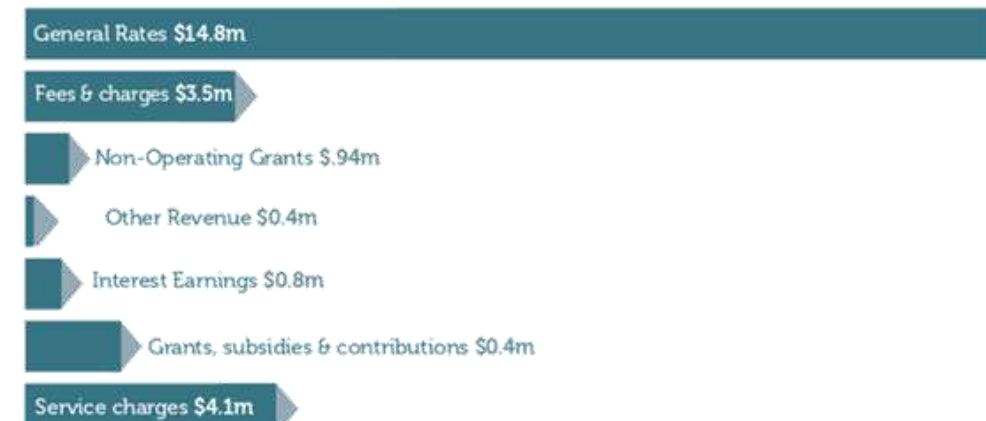 General Rates $14.8m
Fees & charges $3.5m
Non-Operating Grants $.94m
Other Revenue $0.4m
Interest Earnings $0.8m
Grants, subsidies & contributions $0.4m
Service charges $4.1m